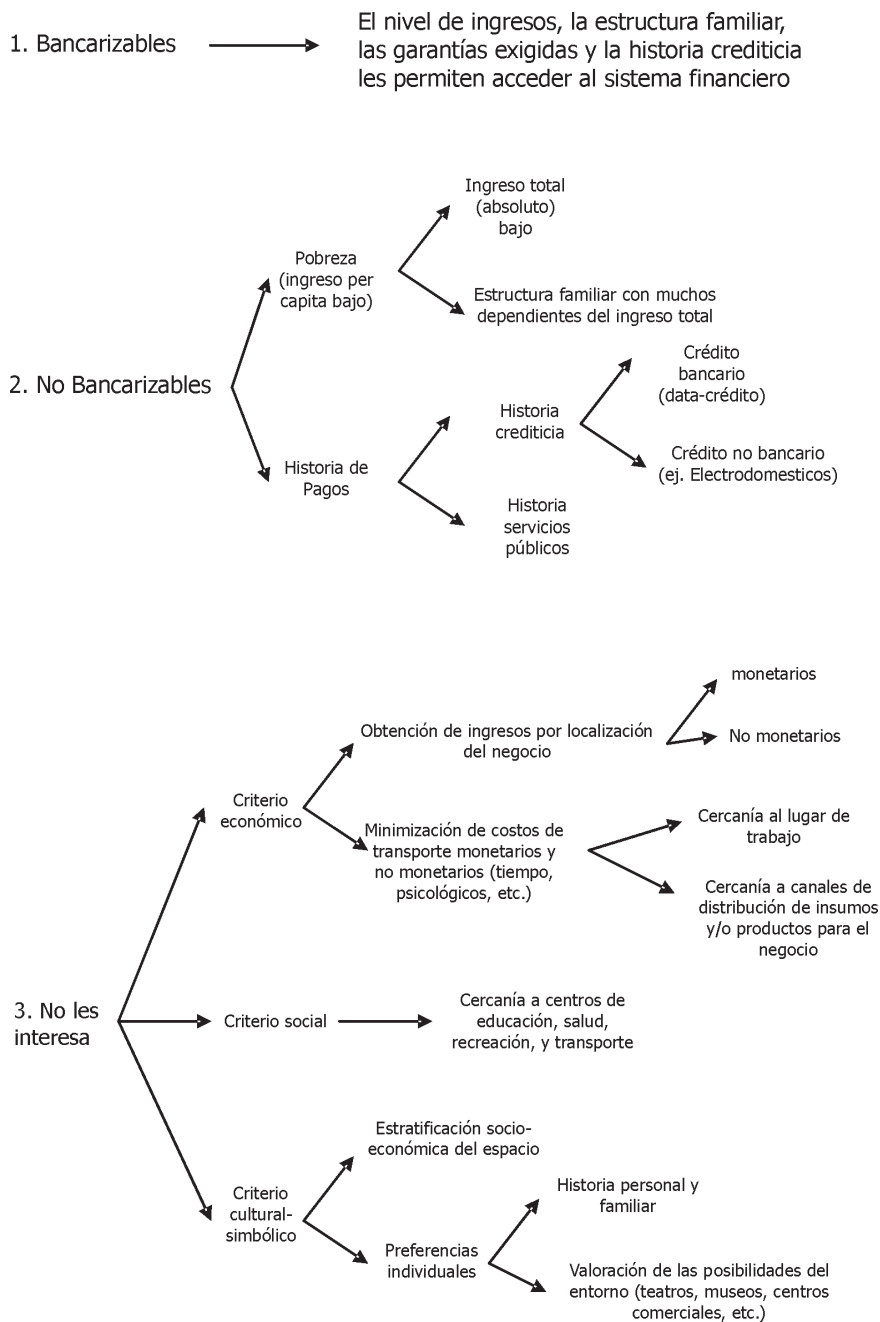 1. Bancarizables
El nivel de ingresos, la estructura familiar,
las garantías exigidas y la historia crediticia
les permiten acceder al sistema financiero
2. No Bancarizables
Pobreza
(ingreso per
capita bajo)
Ingreso total
(absoluto)
bajo
Estructura familiar con muchos
dependientes del ingreso total
Historia de
Pagos
Historia
crediticia
Crédito
bancario
(data-crédito)
Crédito no bancario
(ej. Electrodomesticos)
Historia
servicios
públicos
3. No les
interesa
Criterio
económico
Obtención de ingresos por localización
del negocio
monetarios
No monetarios
Minimización de costos de
transporte monetarios y
no monetarios (tiempo,
psicológicos, etc.)
Cercanía al lugar de
trabajo
Cercanía a canales de
distribución de insumos
y/o productos para el
negocio
Criterio social
Cercanía a centros de
educación, salud,
recreación, y transporte
Criterio
cultural-
simbólico
Estratificación socio-
económica del espacio
Preferencias
individuales
Historia personal y
familiar
Valoración de las posibilidades del
entorno (teatros, museos, centros
comerciales, etc.)